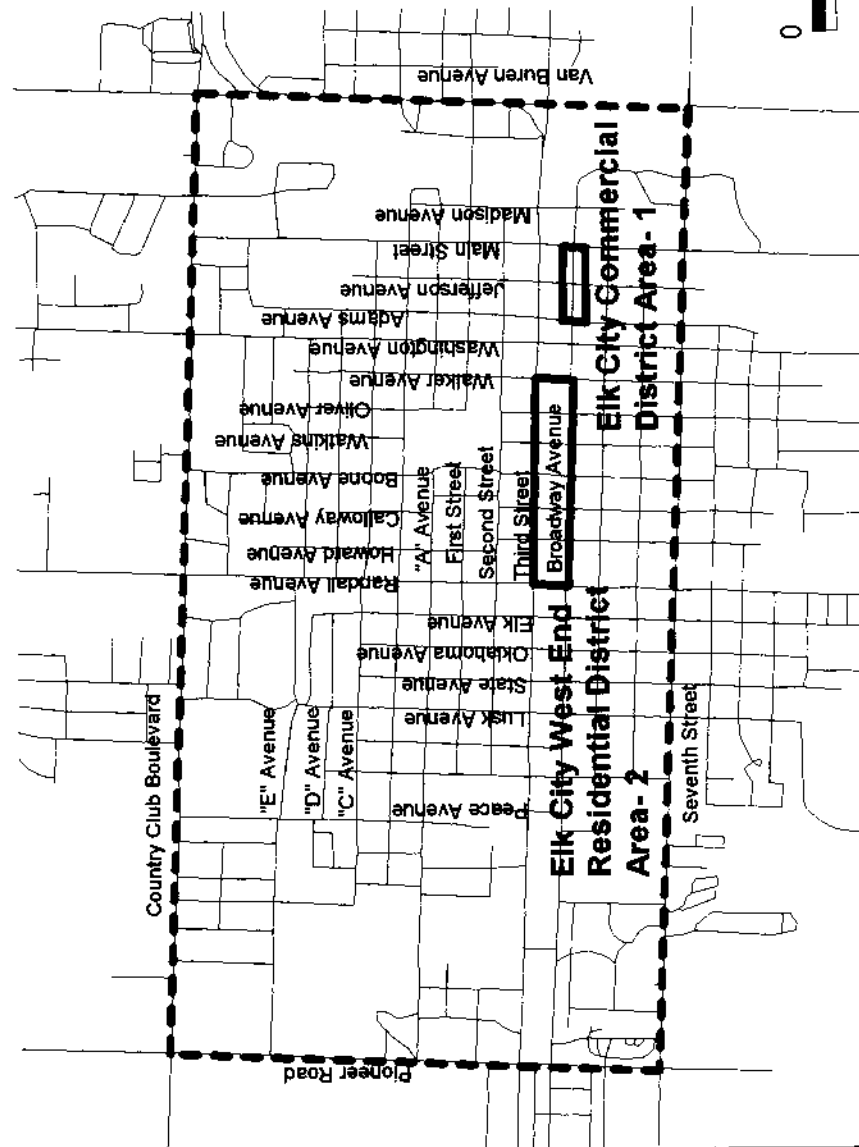 Country Club Boulevard
Van Buren Avenue
Madison Avenue
Main Street
Jefferson Avenue
Adams Avenue
Washington Avenue
Walker Avenue
Oliver Avenue
Watkins Avenue
Boone Avenue
Calloway Avenue
Howard Avenue
Randall Avenue
Elk Avenue
Oklahoma Avenue
State Avenue
Lusk Avenue
Peace Avenue
Pioneer Road
"E" Avenue
"D" Avenue
"C" Avenue
"A" Avenue
First Street
Second Street
Third Street
Broadway Avenue
Seventh Street
Elk City West End
Residential District
Area-2
Elk City Commercial
District Area-1
0